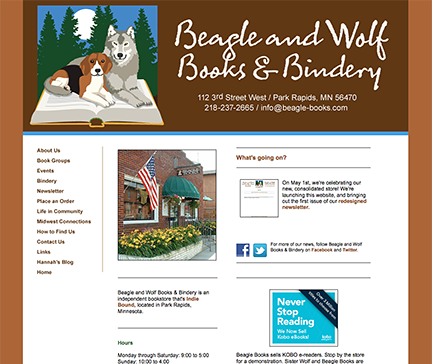 Beagle and Wolf
Books & Bindery
112 3rd Street West / Park Rapids, MN 56470
218-237-2665 / info@beagle-books.com
About Us
Book Groups
Events
Bindery
Newsletter
Place an Order
Life in Community
Midwest Connections
How to Find Us
Contact Us
Links
Hannah's Blog
Home
Beagle and Wolf Books & Bindery is an
independent bookstore that's Indie
Bound, located in Park Rapids,
Minnesota.
Hours
Monday through Saturday: 9:00 to 5:00
Sunday: 10:00 to 4:00
What's going on?
On May 1st, we're celebrating our
new, consolidated store! We're
launching this website, and bringing
out the first issue of our redesigned
newsletter.
For more of our news, follow Beagle and Wolf
Books & Bindery on Facebook and Twitter.
Never
Stop
Reading
We Now Sell
Kobo eBooks!
kobo
Beagle Books sells KOBO e-readers. Stop by the store
for a demonstration. Sister Wolf and Beagle Books are